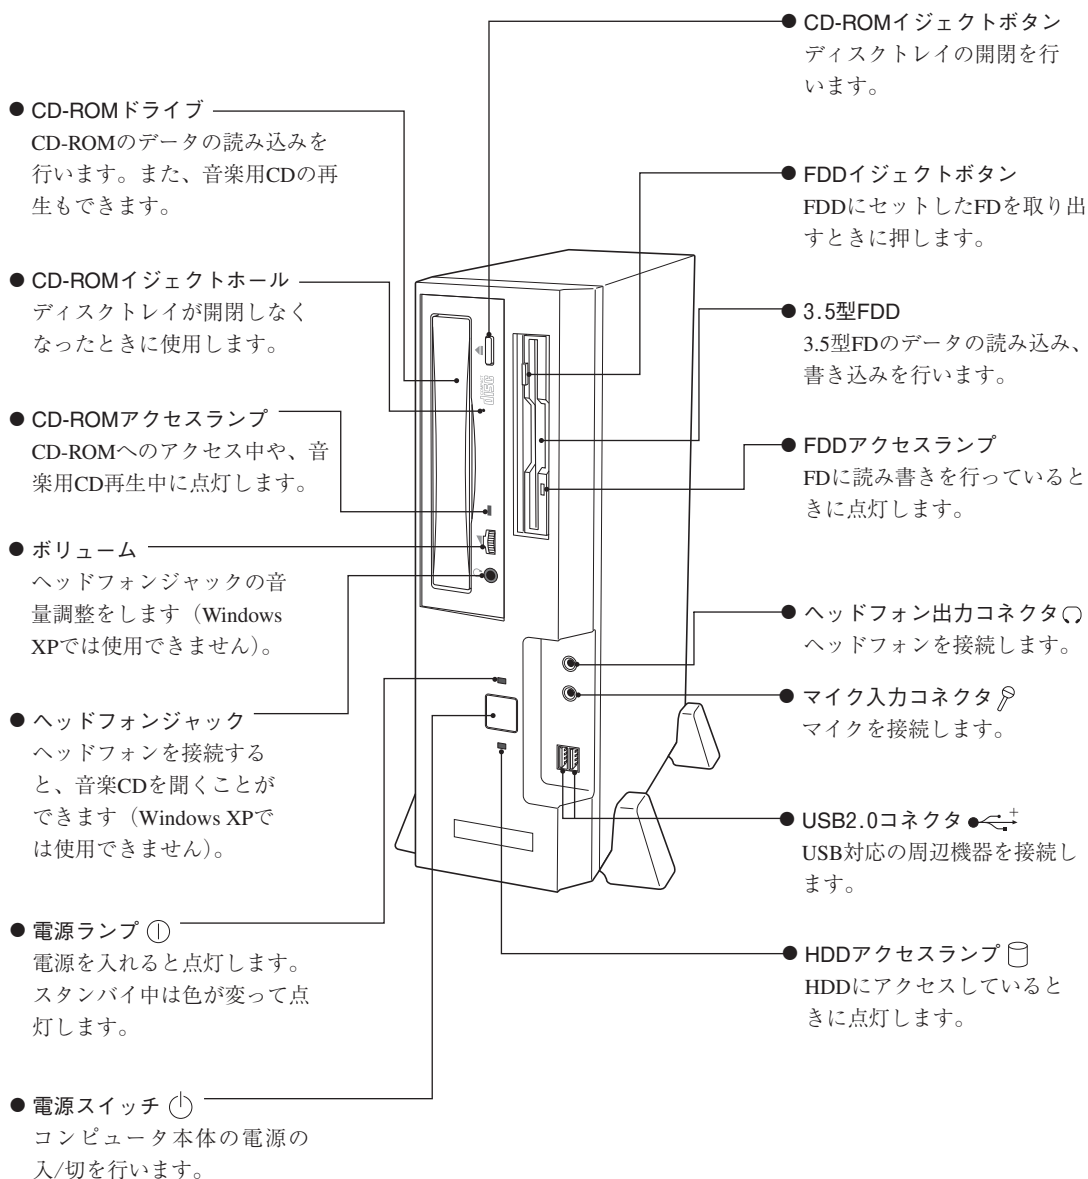 ● CD-ROMドライブ
CD-ROMのデータの読み込みを
行います。また、音楽用CDの再
生もできます。
● CD-ROMイジェクトホール
ディスクトレイが開閉しなく
なったときに使用します。
● CD-ROMアクセスランプ
CD-ROMへのアクセス中や、音
楽用CD再生中に点灯します。
● ボリューム
ヘッドフォンジャックの音
量調整をします（Windows
XPでは使用できません）。
● ヘッドフォンジャック
ヘッドフォンを接続する
と、音楽CDを聞くことが
できます（Windows XPで
は使用できません）。
● 電源ランプ
電源を入れると点灯します。
スタンバイ中は色が変って点
灯します。
● 電源スイッチ
コンピュータ本体の電源の
入/切を行います。
● CD-ROMイジェクトボタン
ディスクトレイの開閉を行
います。
● FDDイジェクトボタン
FDDにセットしたFDを取り出
すときに押します。
● 3.5型FDD
3.5型FDのデータの読み込み、
書き込みを行います。
● FDDアクセスランプ
FDに読み書きを行っていると
きに点灯します。
● ヘッドフォン出力コネクタ
ヘッドフォンを接続します。
● マイク入力コネクタ
マイクを接続します。
● USB2.0コネクタ
USB対応の周辺機器を接続し
ます。
● HDDアクセスランプ
HDDにアクセスしていると
きに点灯します。
disc